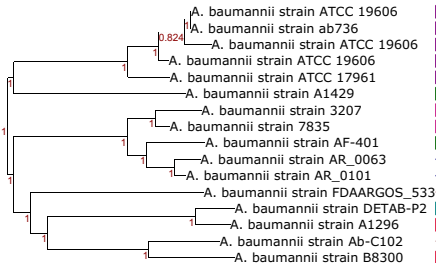 A. baumannii strain ATCC 19606
1
A. baumannii strain ab736
0.824
A. baumannii strain ATCC 19606
1
A. baumannii strain ATCC 19606
1
A. baumannii strain ATCC 17961
1
A. baumannii strain A1429
1
A. baumannii strain 3207
1
A. baumannii strain 7835
1
A. baumannii strain AF-401
1
A. baumannii strain AR_0063
1
A. baumannii strain AR_0101
1
A. baumannii strain FDAARGOS_533
1
A. baumannii strain DETAB-P2
1
A. baumannii strain A1296
1
A. baumannii strain Ab-C102
1
A. baumannii strain B8300